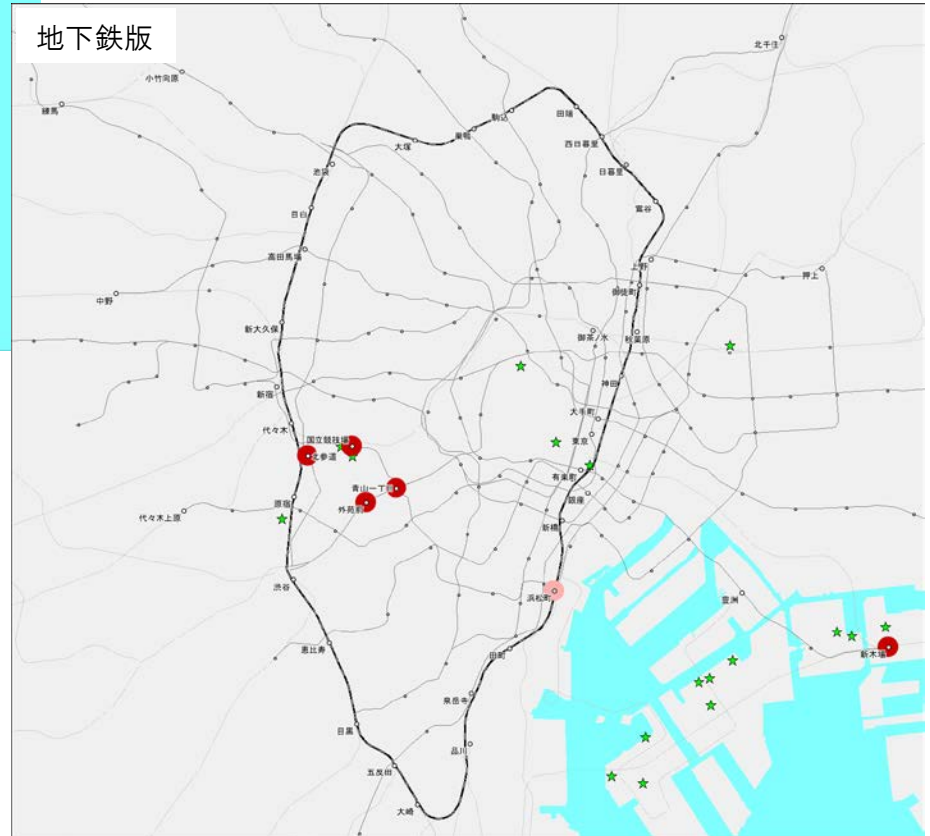 地下鉄版
北千住
小竹向原
練馬
駒込
田端
巣鴨
大塚
西日暮里
日暮里
池袋
目白
鶯谷
高田馬場
上野
押上
御徒町
中野
新大久保
御茶ノ水
秋葉原
神田
新宿
大手町
代々木
国立競技場
東京
北参道
有楽町
青山一丁目
銀座
原宿
外苑前
代々木上原
新橋
渋谷
浜松町
豊洲
恵比寿
田町
新木場
泉岳寺
目黒
品川
五反田
大崎